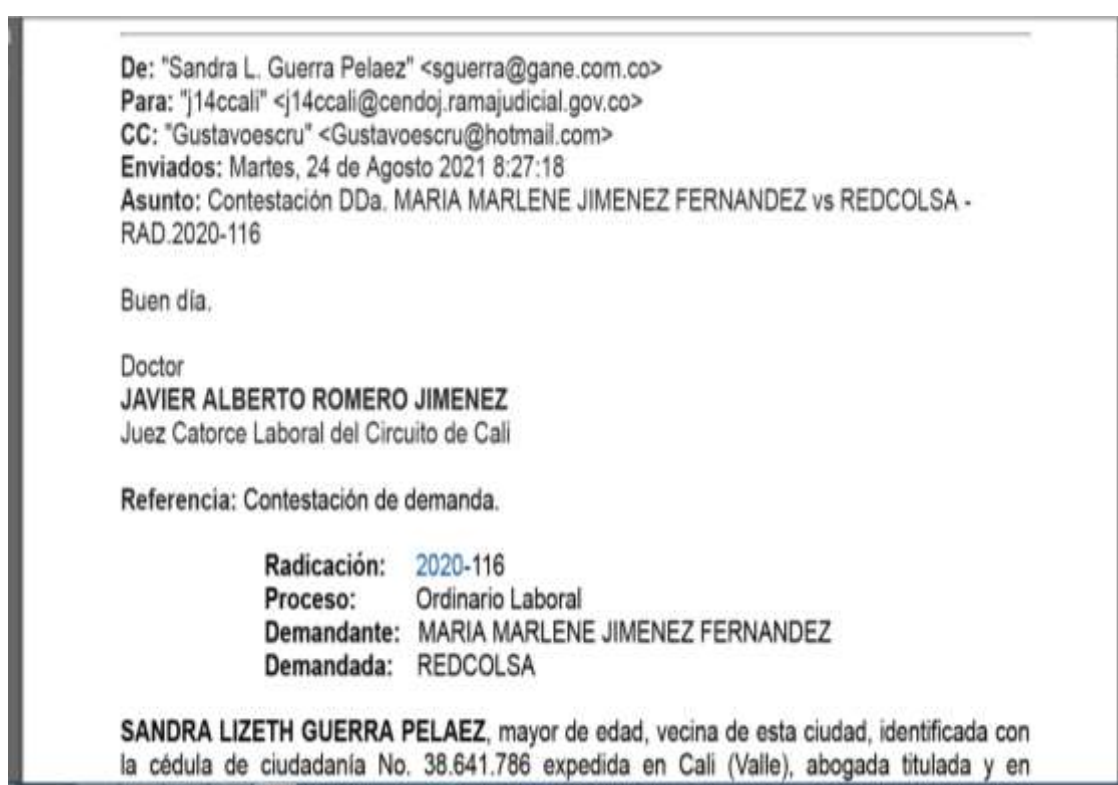 De: "Sandra L. Guerra Pelaez" <sguerra@gane.com.co>
Para: "j14ccali" <j14ccali@cendoj.ramajudicial.gov.co>
CC: "Gustavoescru" <Gustavoescru@hotmail.com>
Enviados: Martes, 24 de Agosto 2021 8:27:18
Asunto: Contestación DDa. MARIA MARLENE JIMENEZ FERNANDEZ vs REDCOLSA -
RAD.2020-116
Buen día.
Doctor
JAVIER ALBERTO ROMERO JIMENEZ
Juez Catorce Laboral del Circuito de Cali
Referencia: Contestación de demanda.
Radicación: 2020-116
Proceso: Ordinario Laboral
Demandante: MARIA MARLENE JIMENEZ FERNANDEZ
Demandada: REDCOLSA
SANDRA LIZETH GUERRA PELAEZ, mayor de edad, vecina de esta ciudad, identificada con
la cédula de ciudadanía No. 38.641.786 expedida en Cali (Valle), abogada titulada y en